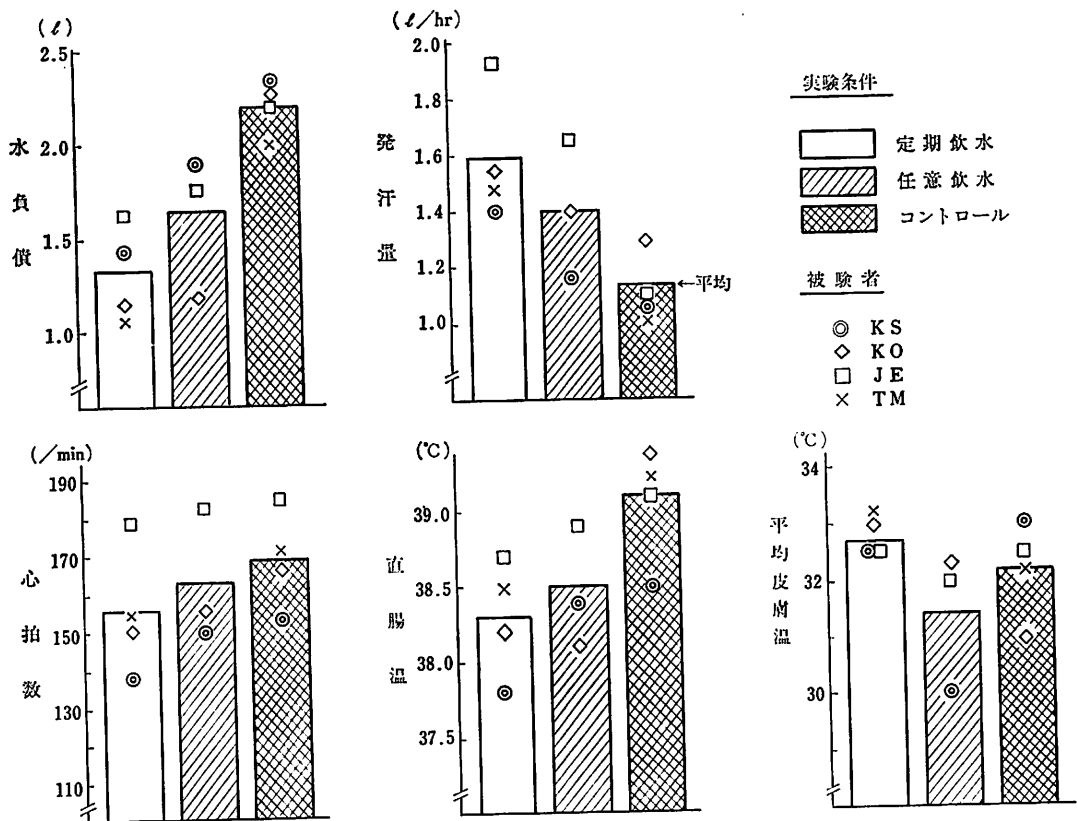 (ℓ)
2.5
2.0
1.5
1.0
水負債
(ℓ/hr)
2.0
1.8
1.6
1.4
1.2
1.0
発汗量
←平均
実験条件
定期飲水
任意飲水
コントロール
被験者
◎ KS
◇ KO
□ JE
× TM
(/min)
190
170
150
130
110
心拍数
(℃)
39.0
38.5
38.0
37.5
直腸温
(℃)
34
32
30
平均皮膚温